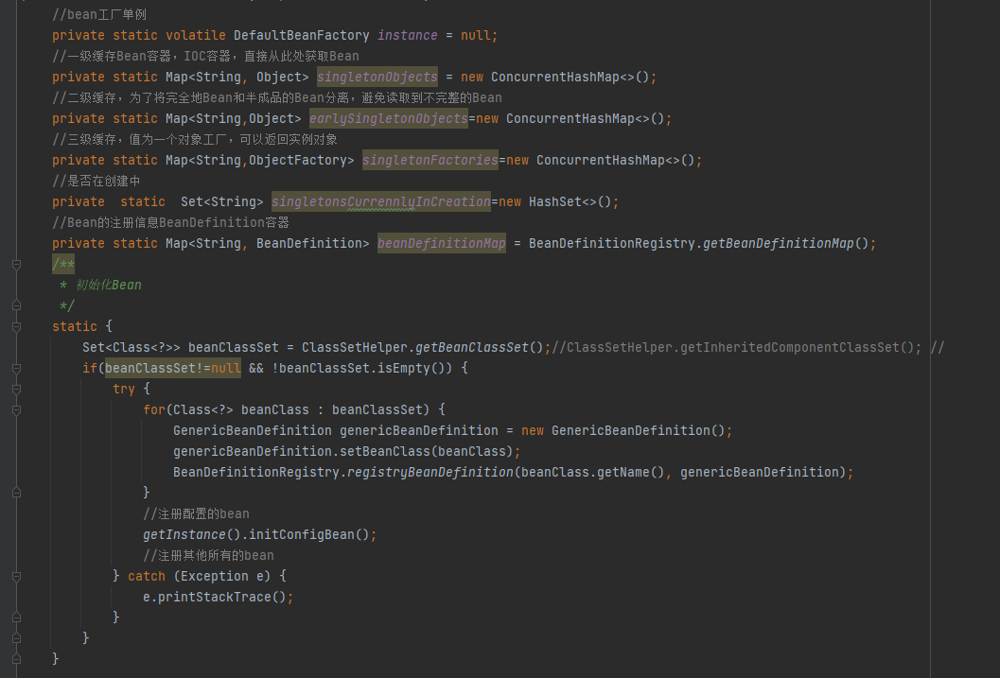 //bean工厂单例
private static volatile DefaultBeanFactory instance = null;
//一级缓存Bean容器，IOC容器，直接从此处获取Bean
private static Map<String, Object> singletonObjects = new ConcurrentHashMap<>();
//二级缓存，为了将完全地Bean和半成品的Bean分离，避免读取到不完整的Bean
private static Map<String,Object> earlySingletonObjects=new ConcurrentHashMap<>();
//三级缓存，值为一个对象工厂，可以返回实例对象
private static Map<String,ObjectFactory> singletonFactories=new ConcurrentHashMap<>();
//是否在创建中
private  static  Set<String> singletonsCurrennlyInCreation=new HashSet<>();
//Bean的注册信息BeanDefinition容器
private static Map<String, BeanDefinition> beanDefinitionMap = BeanDefinitionRegistry.getBeanDefinitionMap();
/**
 * 初始化Bean
 */
static {
    Set<Class<?>> beanClassSet = ClassSetHelper.getBeanClassSet();//ClassSetHelper.getInheritedComponentClassSet(); //
    if(beanClassSet!=null && !beanClassSet.isEmpty()) {
        try {
            for(Class<?> beanClass : beanClassSet) {
                GenericBeanDefinition genericBeanDefinition = new GenericBeanDefinition();
                genericBeanDefinition.setBeanClass(beanClass);
                BeanDefinitionRegistry.registryBeanDefinition(beanClass.getName(), genericBeanDefinition);
            }
            //注册配置的bean
            getInstance().initConfigBean();
            //注册其他所有的bean
        } catch (Exception e) {
            e.printStackTrace();
        }
    }
}